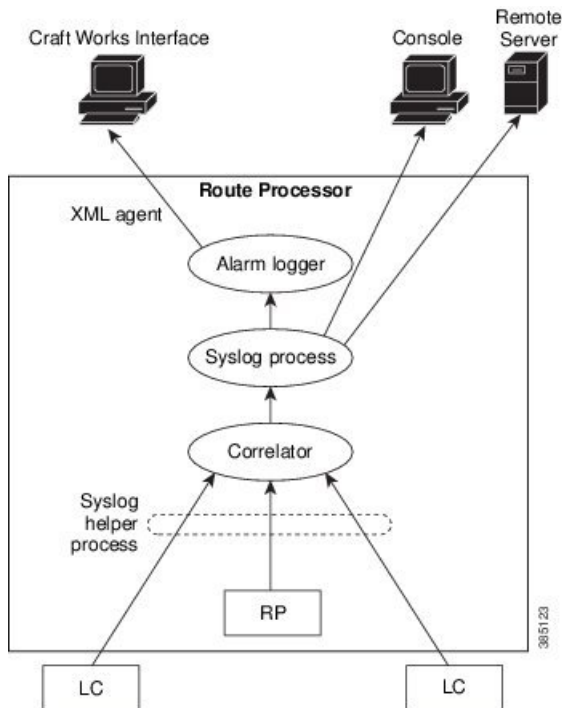 Craft Works Interface
Console
Remote
Server
Route Processor
XML agent
Alarm logger
Syslog process
Correlator
Syslog
helper
process
RP
LC
LC
385123